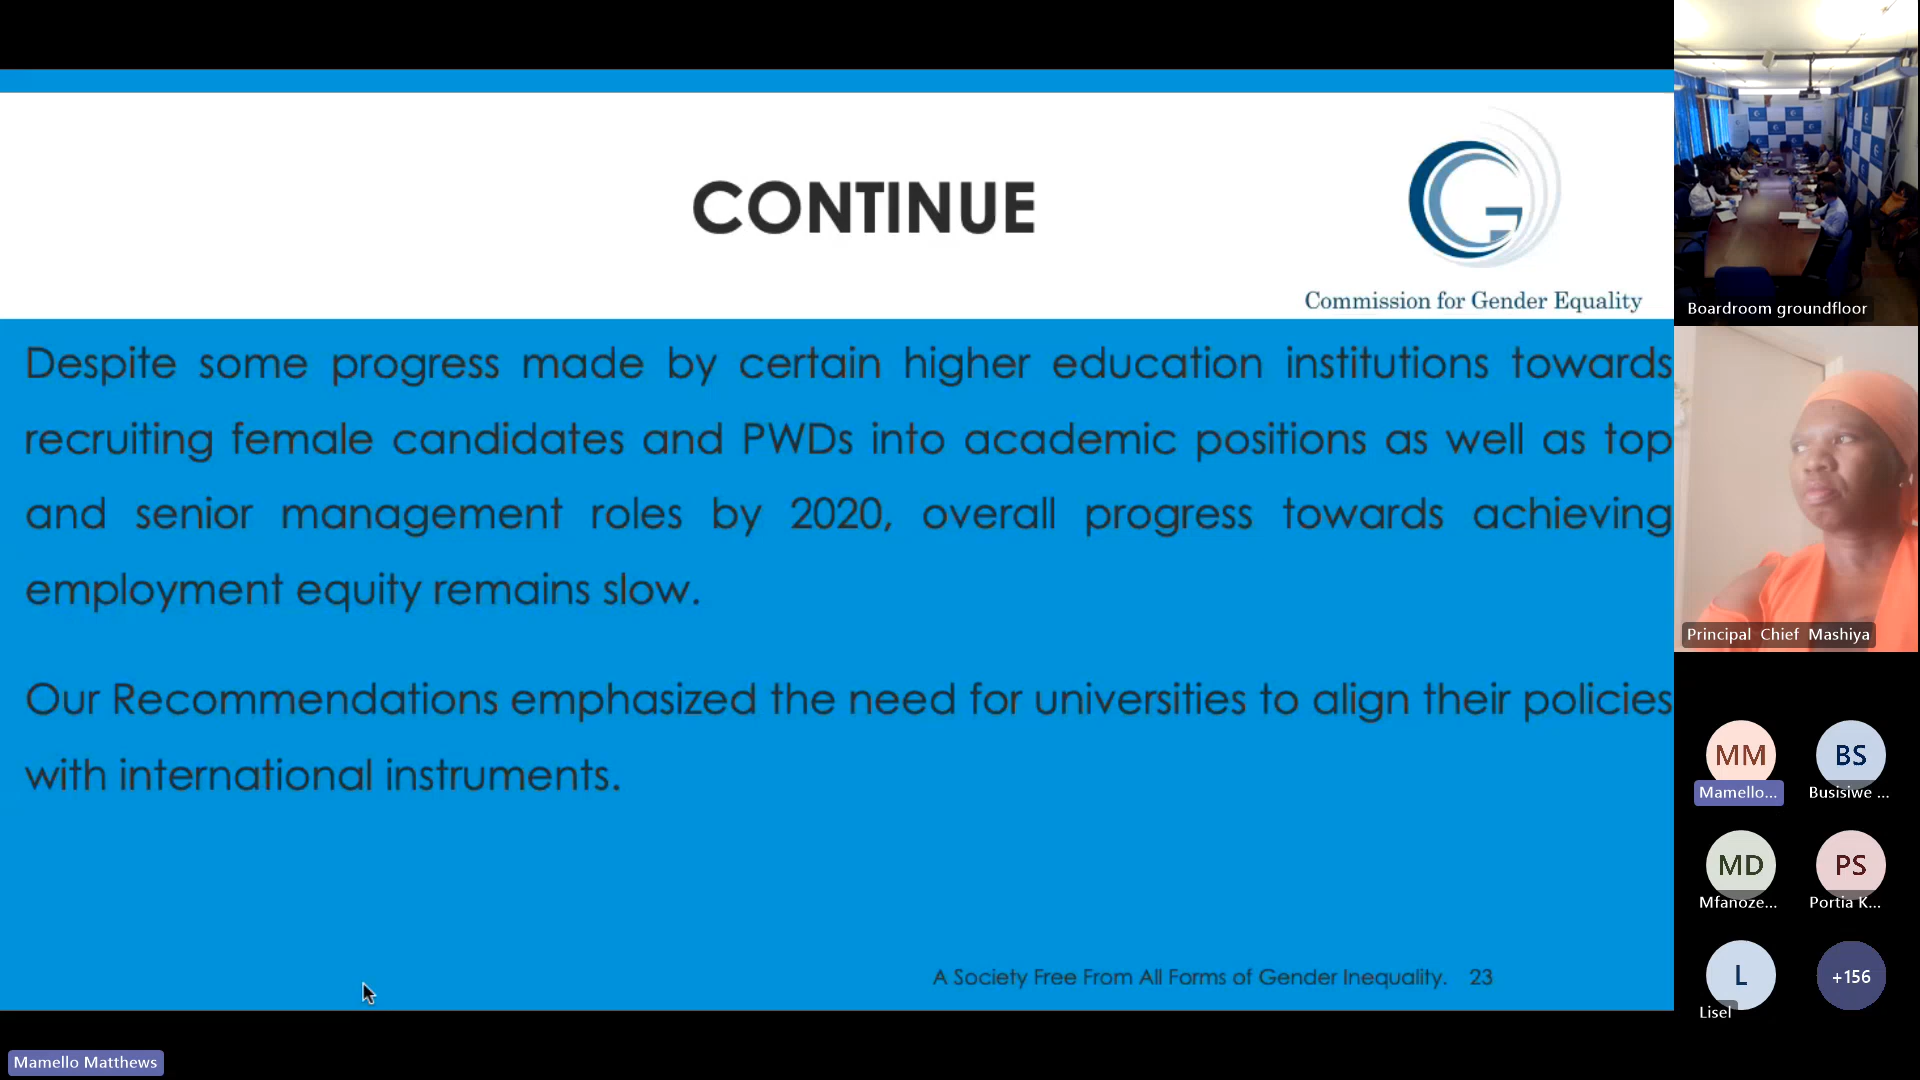 CONTINUE
Commission for Gender Equality
Despite some progress made by certain higher education institutions towards
recruiting female candidates and PWDs into academic positions as well as top
and senior management roles by 2020, overall progress towards achieving
employment equity remains slow.
Our Recommendations emphasized the need for universities to align their policies
with international instruments.
A Society Free From All Forms of Gender Inequality. 23
Mamello Matthews
Boardroom groundfloor
Principal Chief Mashiya
MM
Mamello...
BS
Busisiwe ...
MD
Mfanoze...
PS
Portia K...
L
Lisel
+156